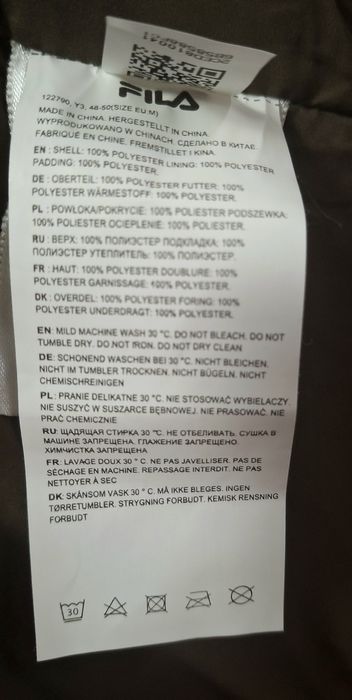 FILA
122790, Y3, 48-50(SIZE EU:M)
MADE IN CHINA. HERGESTELLT IN CHINA.
WYPRODUKOWANO W CHINACH. СДЕЛАНО В КИТАЕ.
FABRIQUÉ EN CHINE. FREMSTILLET I KINA.
EN : SHELL: 100% POLYESTER LINING: 100% POLYESTER
PADDING: 100% POLYESTER
DE : OBERTEIL: 100% POLYESTER FUTTER: 100%
POLYESTER WÄRMESTOFF: 100% POLYESTER
PL : POWŁOKA/POKRYCIE: 100% POLIESTER PODSZEWKA:
100% POLIESTER OCIEPLENIE: 100% POLIESTER
RU : ВЕРХ: 100% ПОЛИЭСТЕР ПОДКЛАДКА: 100%
ПОЛИЭСТЕР УТЕПЛИТЕЛЬ: 100% ПОЛИЭСТЕР
FR : HAUT: 100% POLYESTER DOUBLURE: 100%
POLYESTER GARNISSAGE: 100% POLYESTER
DK : OVERDEL: 100% POLYESTER FORING: 100%
POLYESTER UNDERDRAGT: 100% POLYESTER
EN: MILD MACHINE WASH 30 °C. DO NOT BLEACH. DO NOT
TUMBLE DRY. DO NOT IRON. DO NOT DRY CLEAN.
DE: SCHONEND WASCHEN BEI 30 °C. NICHT BLEICHEN.
NICHT IM TUMBLER TROCKNEN. NICHT BÜGELN. NICHT
CHEMISCHREINIGEN
PL : PRANIE DELIKATNE 30 °C. NIE STOSOWAĆ WYBIELACZY.
NIE SUSZYĆ W SUSZARCE BĘBNOWEJ. NIE PRASOWAĆ. NIE
PRAĆ CHEMICZNIE
RU: ЩАДЯЩАЯ СТИРКА 30 °C. НЕ ОТБЕЛИВАТЬ. СУШКА В
МАШИНЕ ЗАПРЕЩЕНА. ГЛАЖЕНИЕ ЗАПРЕЩЕНО.
ХИМЧИСТКА ЗАПРЕЩЕНА
FR : LAVAGE DOUX 30 ° C. NE PAS JAVELLISER. PAS DE
SÉCHAGE EN MACHINE. REPASSAGE INTERDIT. NE PAS
NETTOYER À SEC
DK : SKÅNSOM VASK 30 ° C. MÅ IKKE BLEGES. INGEN
TØRRETUMBLER. STRYGNING FORBUDT. KEMISK RENSNING
FORBUDT
30